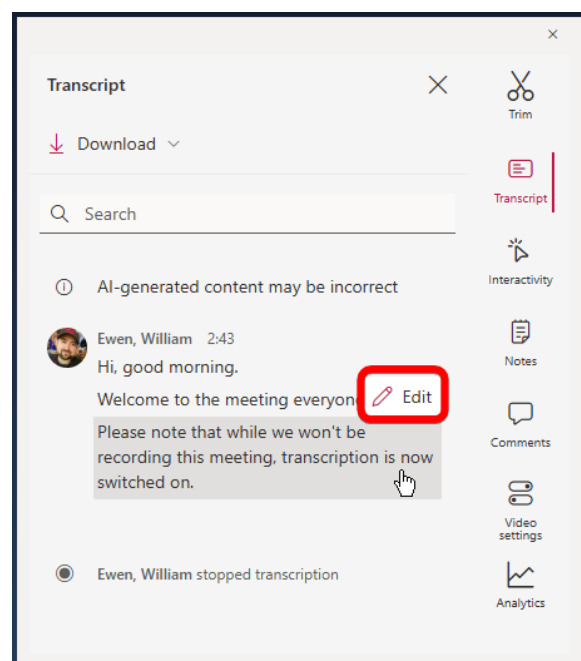 Transcript
Download
Search
AI-generated content may be incorrect
Ewen, William 2:43
Hi, good morning.
Welcome to the meeting everyon
Edit
Please note that while we won't be
recording this meeting, transcription is now
switched on.
Ewen, William stopped transcription
Trim
Transcript
Interactivity
Notes
Comments
Video
settings
Analytics